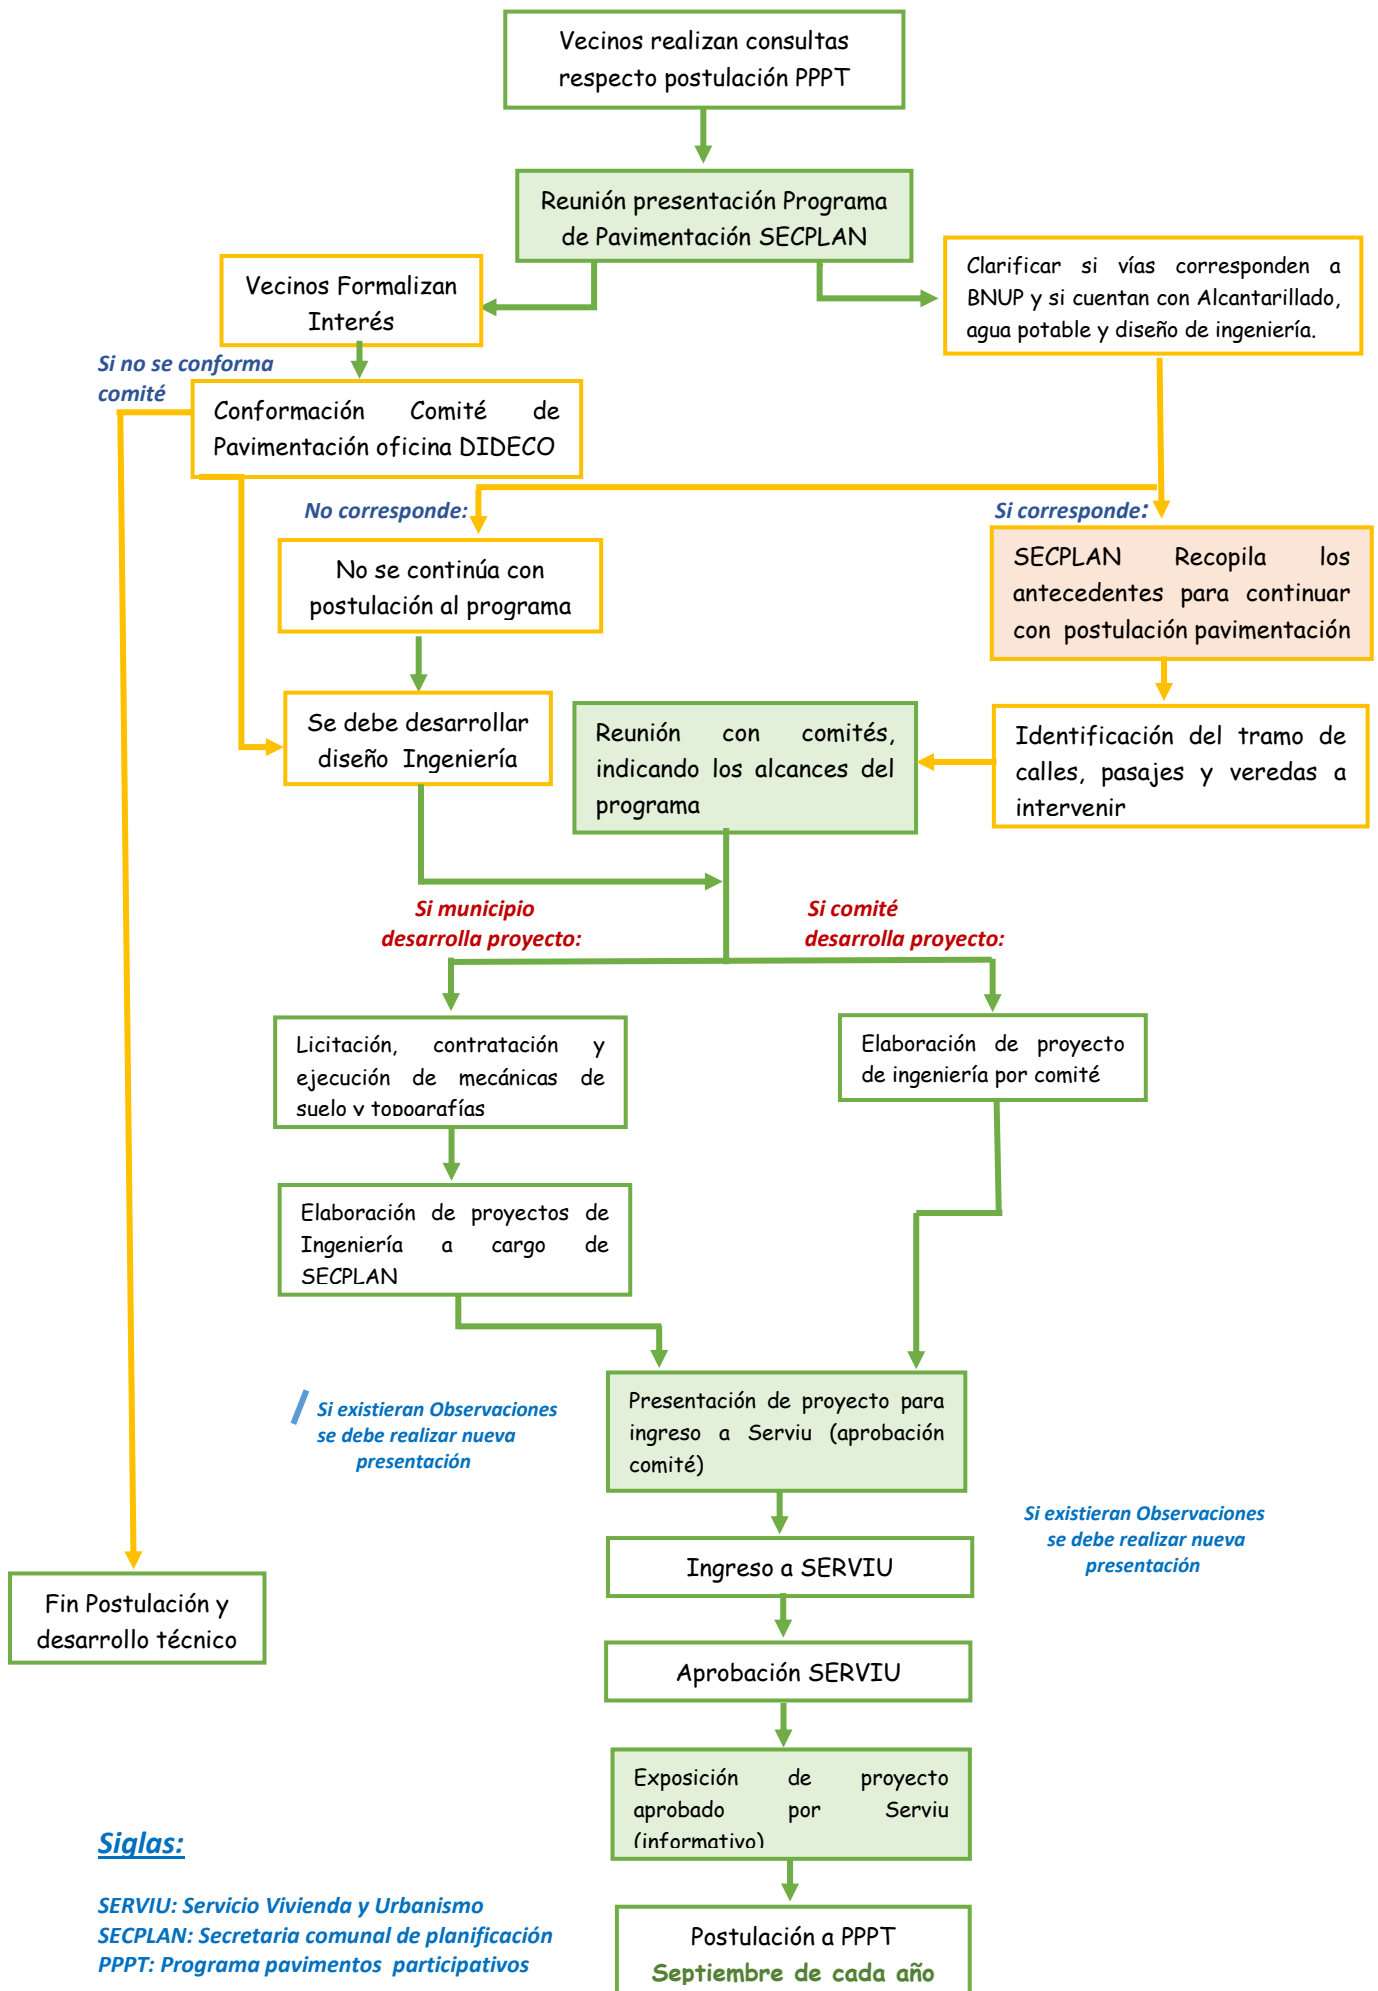 Vecinos realizan consultas
respecto postulación PPPT
Reunión presentación Programa
de Pavimentación SECPLAN
Vecinos Formalizan
Interés
Clarificar si vías corresponden a
BNUP y si cuentan con Alcantarillado,
agua potable y diseño de ingeniería.
Si no se conforma
comité
Conformación Comité de
Pavimentación oficina DIDECO
No corresponde:
Si corresponde:
No se continúa con
postulación al programa
SECPLAN Recopila los
antecedentes para continuar
con postulación pavimentación
Se debe desarrollar
diseño Ingeniería
Reunión con comités,
indicando los alcances del
programa
Identificación del tramo de
calles, pasajes y veredas a
intervenir
Si municipio
desarrolla proyecto:
Si comité
desarrolla proyecto:
Licitación, contratación y
ejecución de mecánicas de
suelo y topografías
Elaboración de proyecto
de ingeniería por comité
Elaboración de proyectos de
Ingeniería a cargo de
SECPLAN
Si existieran Observaciones
se debe realizar nueva
presentación
Presentación de proyecto para
ingreso a Serviu (aprobación
comité)
Si existieran Observaciones
se debe realizar nueva
presentación
Ingreso a SERVIU
Fin Postulación y
desarrollo técnico
Aprobación SERVIU
Exposición de proyecto
aprobado por Serviu
(informativo)
Siglas:
SERVIU: Servicio Vivienda y Urbanismo
SECPLAN: Secretaria comunal de planificación
PPPT: Programa pavimentos participativos
Postulación a PPPT
Septiembre de cada año